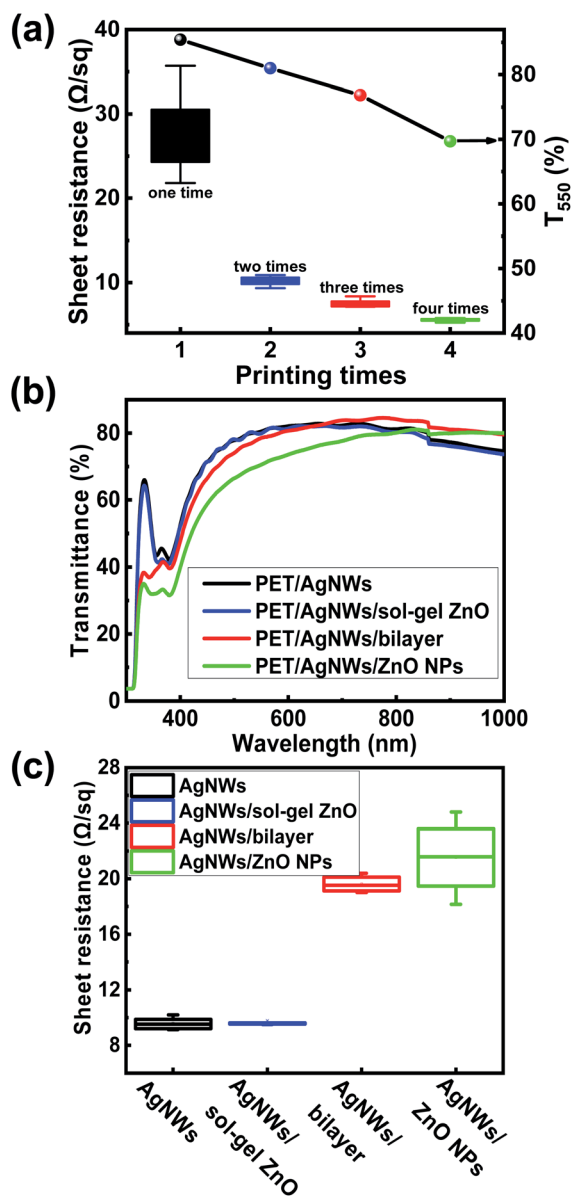 (a)
Sheet resistance (Ω/sq)
40
30
20
10
one time
two times
three times
four times
80
70
60
50
40
T550 (%)
1 2 3 4
Printing times
(b)
Transmittance (%)
80
60
40
80
0
PET/AgNWs
PET/AgNWs/sol-gel ZnO
PET/AgNWs/bilayer
PET/AgNWs/ZnO NPs
400 600 800 1000
Wavelength (nm)
(c)
Sheet resistance (Ω/sq)
28
24
20
16
12
8
AgNWs
AgNWs/sol-gel ZnO
AgNWs/bilayer
AgNWs/ZnO NPs
AgNWs
AgNWs/
sol-gel ZnO
AgNWs/
bilayer
AgNWs/
ZnO NPs